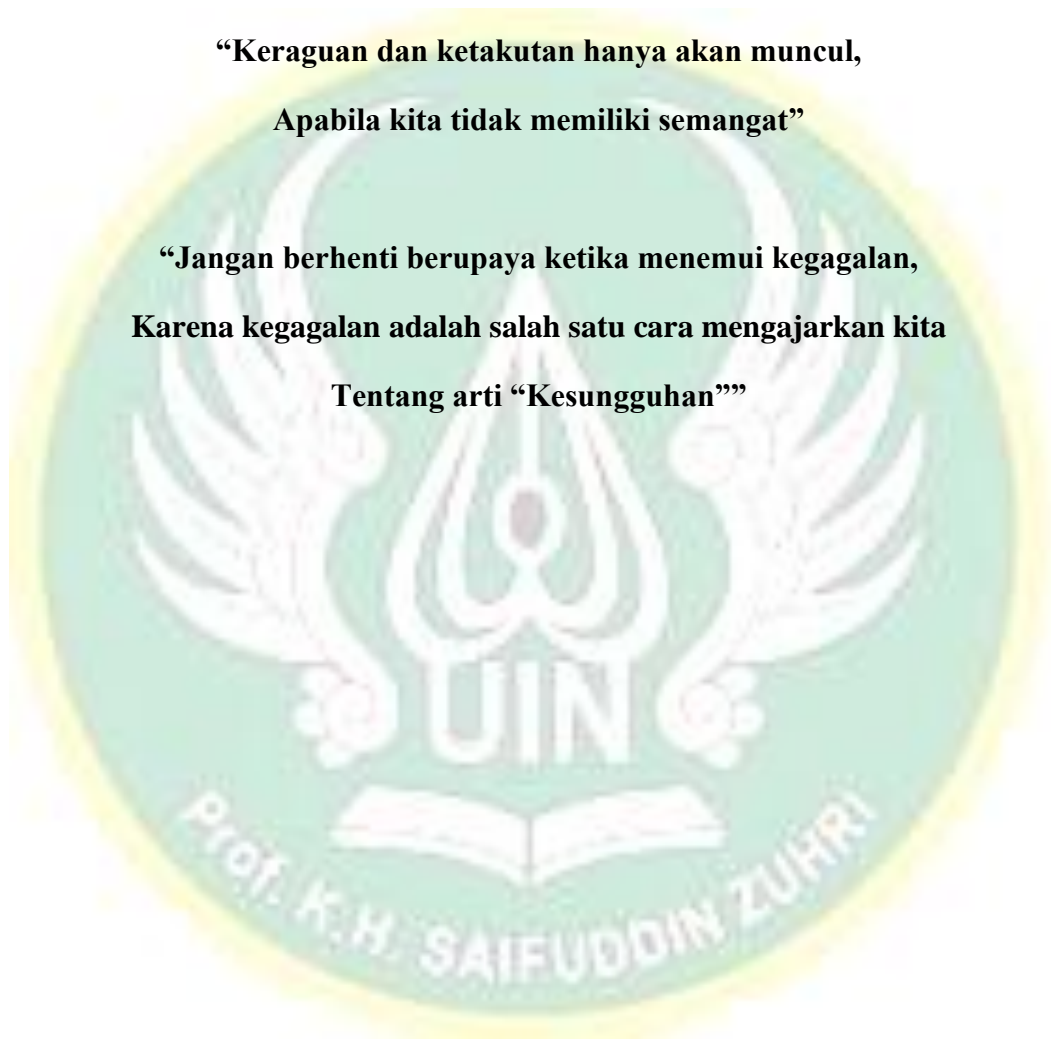 “Keraguan dan ketakutan hanya akan muncul,
Apabila kita tidak memiliki semangat”
“Jangan berhenti berupaya ketika menemui kegagalan,
Karena kegagalan adalah salah satu cara mengajarkan kita
Tentang arti “Kesungguhan””
UIN
Prof. K.H. SAIFUDDIN ZUHRI